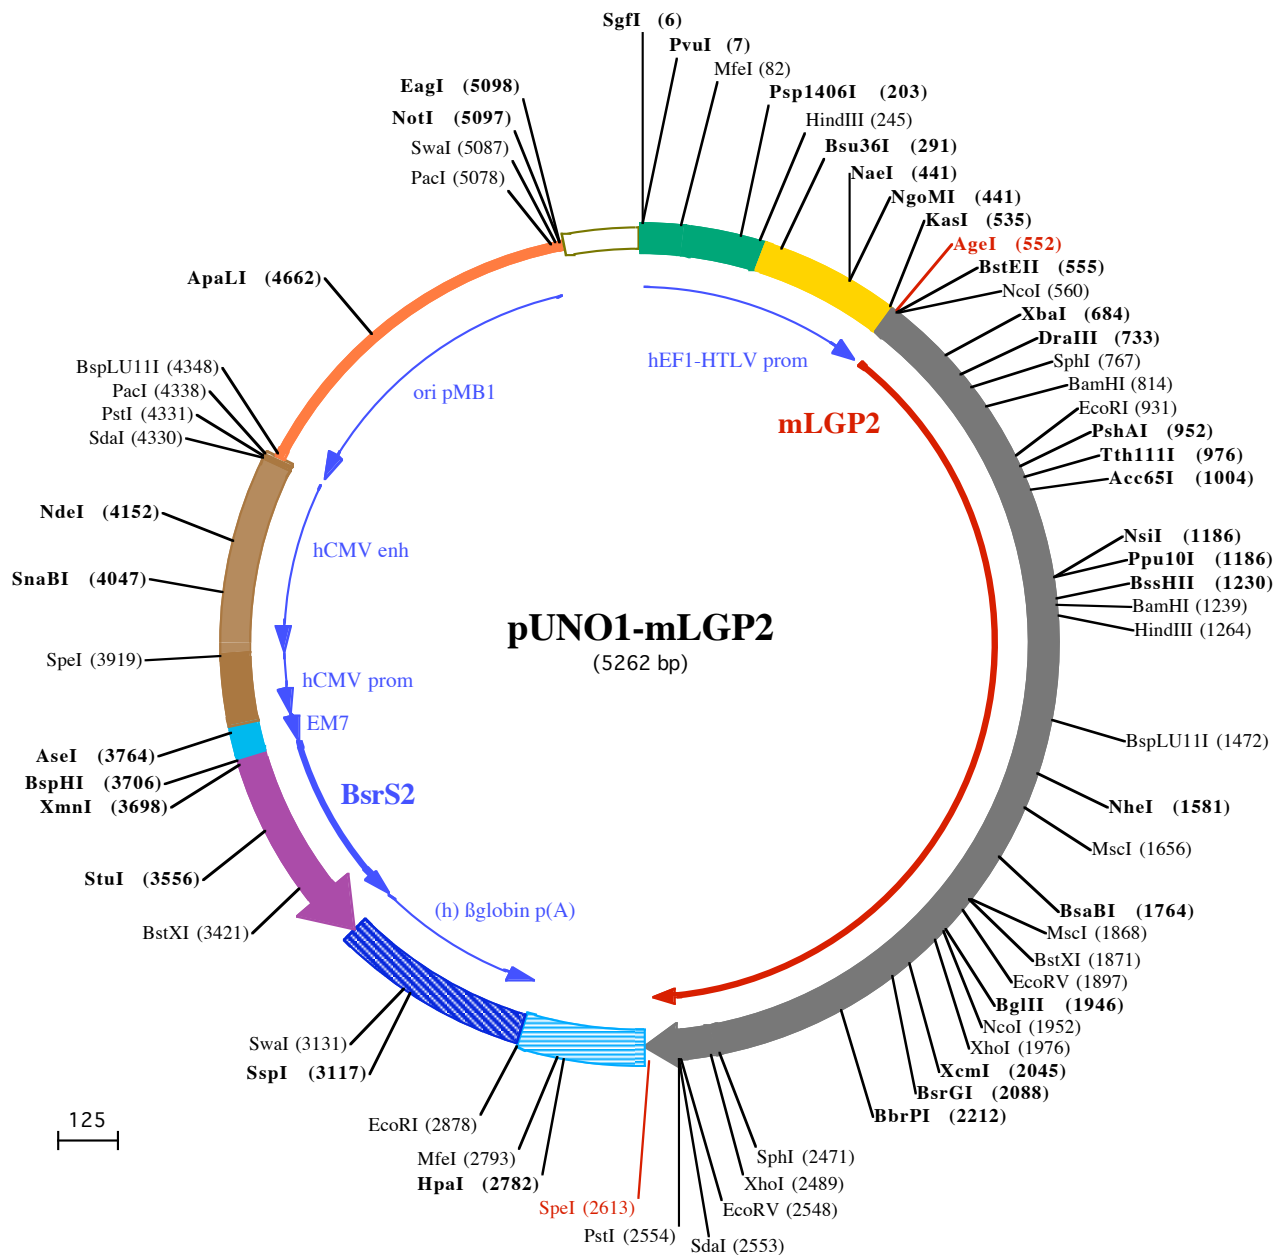 SgfI (6)
PvuI (7)
MfeI (82)
Psp1406I (203)
HindIII (245)
Bsu36I (291)
NaeI (441)
NgoMI (441)
KasI (535)
AgeI (552)
BstEII (555)
NcoI (560)
XbaI (684)
DraIII (733)
SphI (767)
BamHI (814)
EcoRI (931)
PshAI (952)
Tth111I (976)
Acc65I (1004)
NsiI (1186)
Ppu10I (1186)
BssHII (1230)
BamHI (1239)
HindIII (1264)
BspLU11I (1472)
NheI (1581)
MscI (1656)
BsaBI (1764)
MscI (1868)
BstXI (1871)
EcoRV (1897)
BglII (1946)
NcoI (1952)
XhoI (1976)
XcmI (2045)
BsrGI (2088)
BbrPI (2212)
SphI (2471)
XhoI (2489)
EcoRV (2548)
SdaI (2553)
PstI (2554)
SpeI (2613)
HpaI (2782)
MfeI (2793)
EcoRI (2878)
SspI (3117)
SwaI (3131)
BstXI (3421)
StuI (3556)
XmnI (3698)
BspHI (3706)
AseI (3764)
SpeI (3919)
SnaBI (4047)
NdeI (4152)
SdaI (4330)
PstI (4331)
PacI (4338)
BspLU11I (4348)
ApaLI (4662)
PacI (5078)
SwaI (5087)
NotI (5097)
EagI (5098)
hEF1-HTLV prom
mLGP2
ori pMB1
hCMV enh
hCMV prom
EM7
BsrS2
(h) ßglobin p(A)
pUNO1-mLGP2
(5262 bp)
125